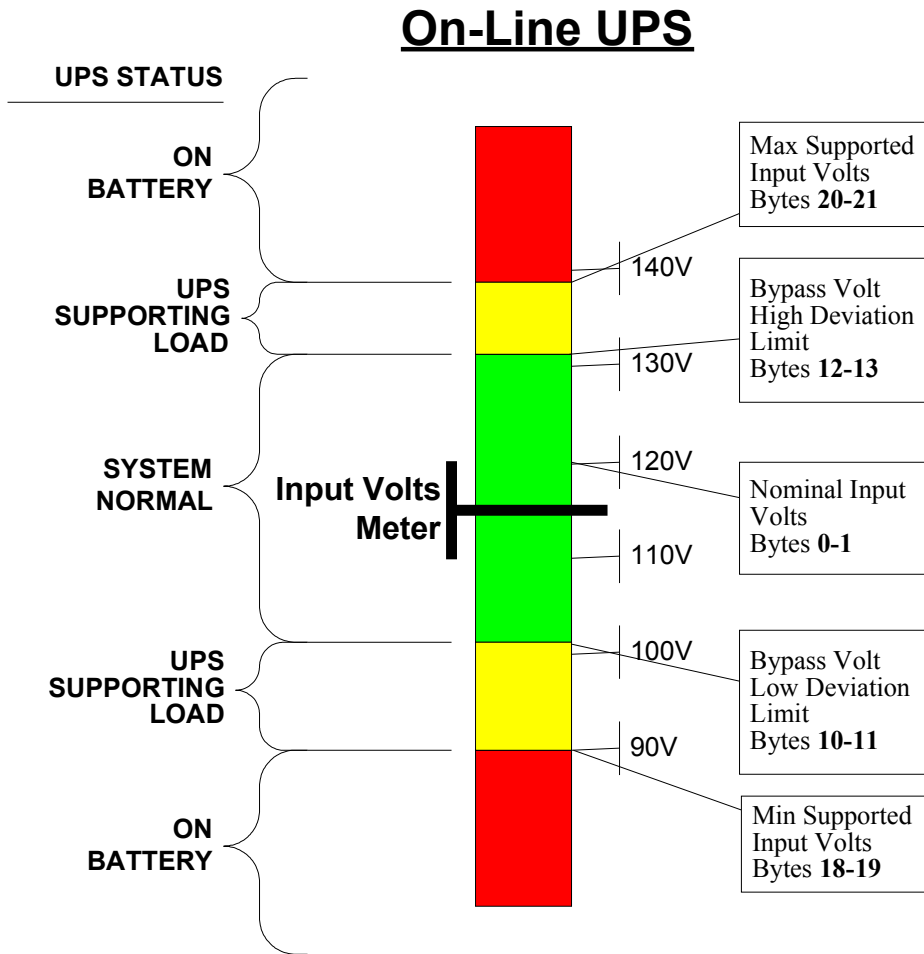 On-Line UPS
UPS STATUS
ON
BATTERY
UPS
SUPPORTING
LOAD
SYSTEM
NORMAL
UPS
SUPPORTING
LOAD
ON
BATTERY
Input Volts
Meter
140V
130V
120V
110V
100V
90V
Max Supported
Input Volts
Bytes 20-21
Bypass Volt
High Deviation
Limit
Bytes 12-13
Nominal Input
Volts
Bytes 0-1
Bypass Volt
Low Deviation
Limit
Bytes 10-11
Min Supported
Input Volts
Bytes 18-19